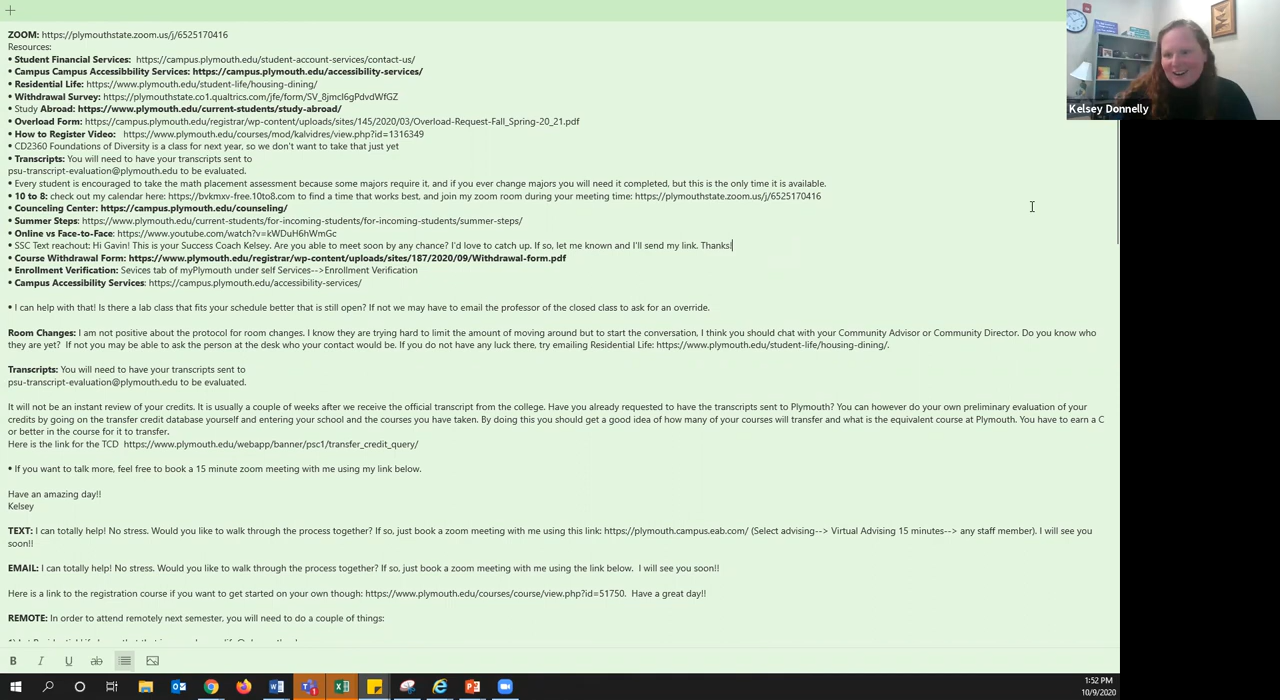 ZOOM: https://plymouthstate.zoom.us/j/6525170416
Kelsey Donnelly
Resources:
• Student Financial Services:  https://campus.plymouth.edu/student-account-services/contact-us/
• Campus Campus Accessibbility Services: https://campus.plymouth.edu/accessibility-services/
• Residential Life: https://www.plymouth.edu/student-life/housing-dining/
• Withdrawal Survey: https://plymouthstate.co1.qualtrics.com/jfe/form/SV_8jmcI6gPdvdWfGZ
• Study Abroad: https://www.plymouth.edu/current-students/study-abroad/
• Overload Form: https://campus.plymouth.edu/registrar/wp-content/uploads/sites/145/2020/03/Overload-Request-Fall_Spring-20_21.pdf
• How to Register Video:   https://www.plymouth.edu/courses/mod/kalvidres/view.php?id=1316349
• CD2360 Foundations of Diversity is a class for next year, so we don't want to take that just yet
• Transcripts: You will need to have your transcripts sent to
psu-transcript-evaluation@plymouth.edu to be evaluated.
• Every student is encouraged to take the math placement assessment because some majors require it, and if you ever change majors you will need it completed, but this is the only time it is available.
• 10 to 8: check out my calendar here: https://bvkmxv-free.10to8.com to find a time that works best, and join my zoom room during your meeting time: https://plymouthstate.zoom.us/j/6525170416
• Counceling Center: https://campus.plymouth.edu/counseling/
• Summer Steps: https://www.plymouth.edu/current-students/for-incoming-students/for-incoming-students/summer-steps/
• Online vs Face-to-Face: https://www.youtube.com/watch?v=kWDuH6hWmGc
• SSC Text reachout: Hi Gavin! This is your Success Coach Kelsey. Are you able to meet soon by any chance? I'd love to catch up. If so, let me known and I'll send my link. Thanks!
• Course Withdrawal Form: https://www.plymouth.edu/registrar/wp-content/uploads/sites/187/2020/09/Withdrawal-form.pdf
• Enrollment Verification: Sevices tab of myPlymouth under self Services-->Enrollment Verification
• Campus Accessibility Services: https://campus.plymouth.edu/accessibility-services/
• I can help with that! Is there a lab class that fits your schedule better that is still open? If not we may have to email the professor of the closed class to ask for an override.
Room Changes: I am not positive about the protocol for room changes. I know they are trying hard to limit the amount of moving around but to start the conversation, I think you should chat with your Community Advisor or Community Director. Do you know who
they are yet?  If not you may be able to ask the person at the desk who your contact would be. If you do not have any luck there, try emailing Residential Life: https://www.plymouth.edu/student-life/housing-dining/.
Transcripts: You will need to have your transcripts sent to
psu-transcript-evaluation@plymouth.edu to be evaluated.
It will not be an instant review of your credits. It is usually a couple of weeks after we receive the official transcript from the college. Have you already requested to have the transcripts sent to Plymouth? You can however do your own preliminary evaluation of your
credits by going on the transfer credit database yourself and entering your school and the courses you have taken. By doing this you should get a good idea of how many of your courses will transfer and what is the equivalent course at Plymouth. You have to earn a C
or better in the course for it to transfer.
Here is the link for the TCD  https://www.plymouth.edu/webapp/banner/psc1/transfer_credit_query/
• If you want to talk more, feel free to book a 15 minute zoom meeting with me using my link below.
Have an amazing day!!
Kelsey
TEXT: I can totally help! No stress. Would you like to walk through the process together? If so, just book a zoom meeting with me using this link: https://plymouth.campus.eab.com/ (Select advising--> Virtual Advising 15 minutes--> any staff member). I will see you
soon!!
EMAIL: I can totally help! No stress. Would you like to walk through the process together? If so, just book a zoom meeting with me using the link below.  I will see you soon!!
Here is a link to the registration course if you want to get started on your own though: https://www.plymouth.edu/courses/course/view.php?id=51750.  Have a great day!!
REMOTE: In order to attend remotely next semester, you will need to do a couple of things:
B I U ab
1:52 PM
10/9/2020